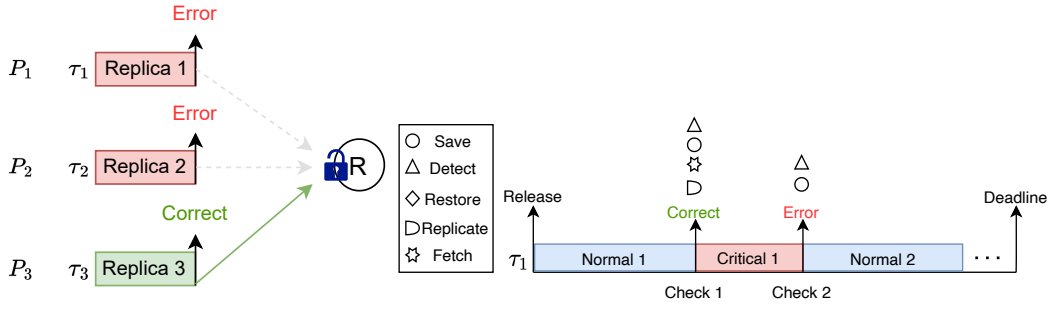 Error
P₁ τ₁ Replica 1
Error
P₂ τ₂ Replica 2
R
Correct
P₃ τ₃ Replica 3
Save
Detect
Restore
Replicate
Fetch
Release
Correct
Error
Deadline
τ₁ Normal 1 Critical 1 Normal 2 ...
Check 1 Check 2